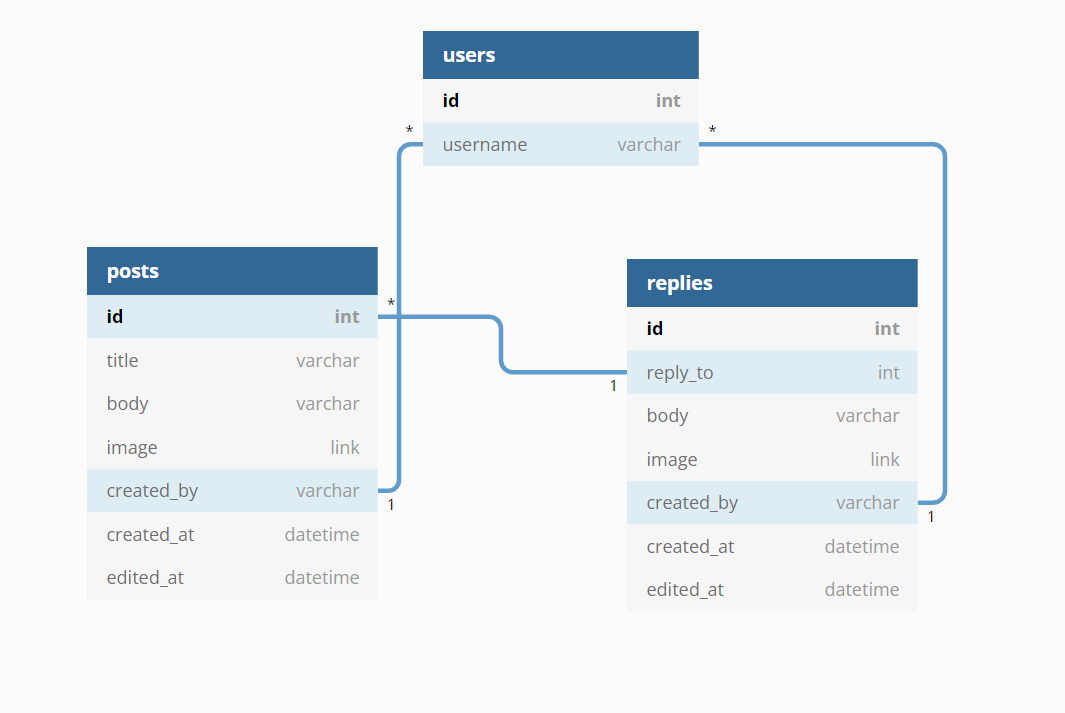 users
id int
* username varchar *
posts
id int *
title varchar
body varchar
image link
created_by varchar 1
created_at datetime
edited_at datetime
replies
id int
1 reply_to int
body varchar
image link
created_by varchar 1
created_at datetime
edited_at datetime